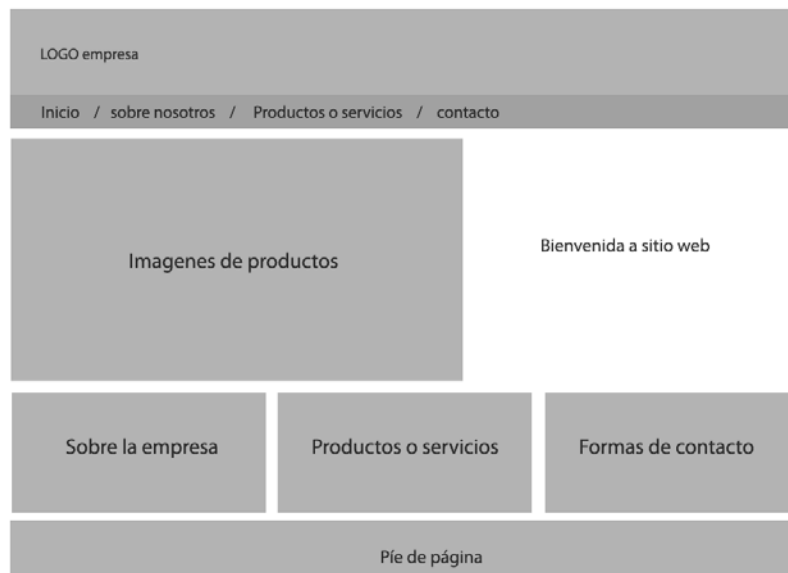 LOGO empresa
Inicio / sobre nosotros / Productos o servicios / contacto
Imagenes de productos
Bienvenida a sitio web
Sobre la empresa
Productos o servicios
Formas de contacto
Píe de página